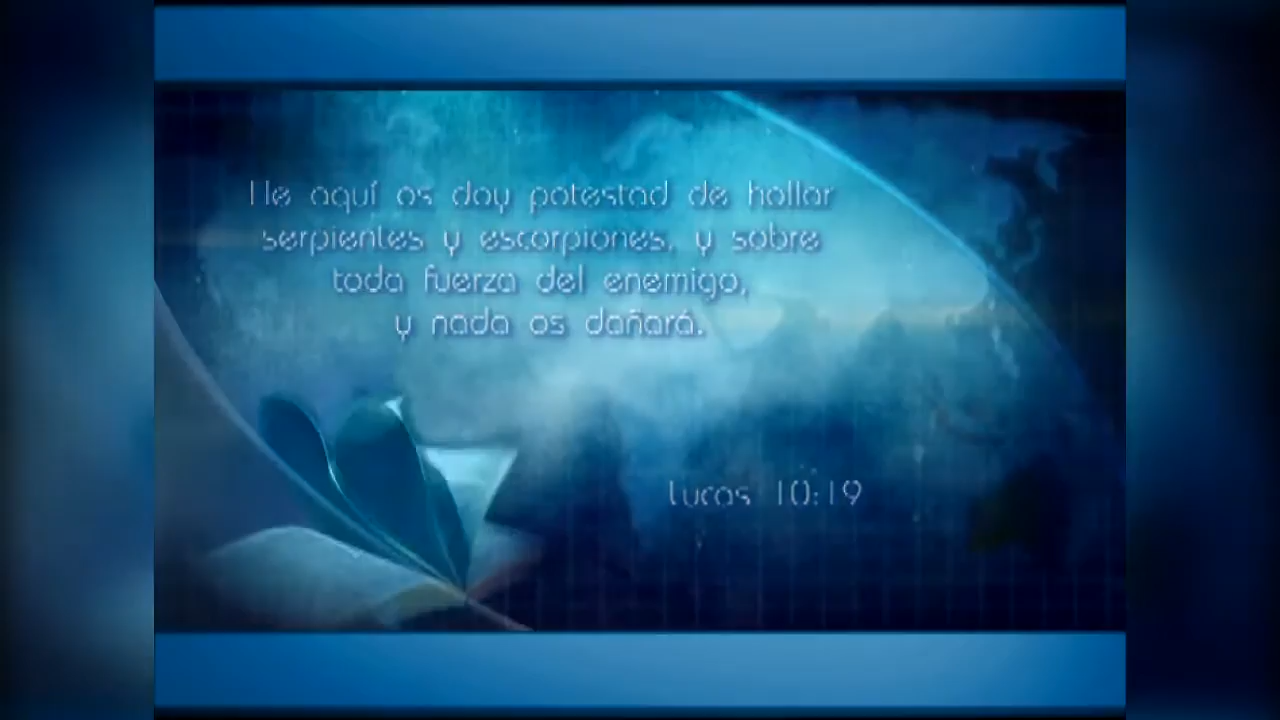 He aquí os doy potestad de hollar
serpientes y escorpiones, y sobre
toda fuerza del enemigo,
y nada os dañará.
Lucas 10:19